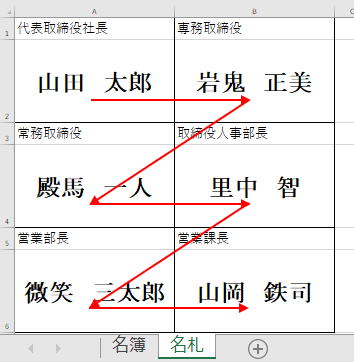 A B C
1 代表取締役社長 専務取締役
2 山田 太郎 岩鬼 正美
3 常務取締役 取締役人事部長
4 殿馬 一人 里中 智
5 営業部長 営業課長
6 微笑 三太郎 山岡 鉄司
名簿 名札